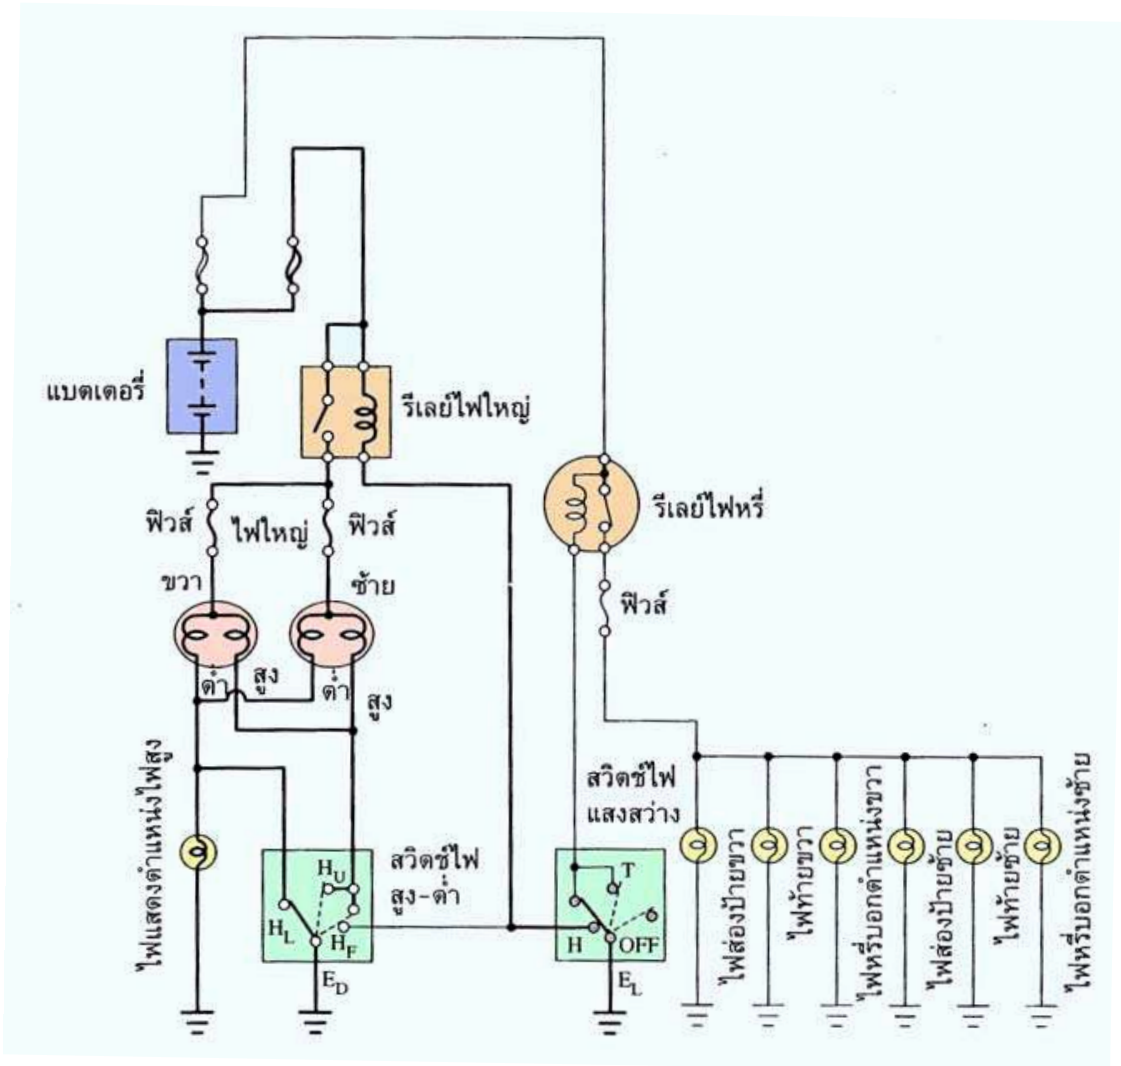 แบตเตอรี่
รีเลย์ไฟใหญ่
รีเลย์ไฟหรี่
ฟิวส์
ไฟใหญ่
ฟิวส์
ขวา
ซ้าย
ฟิวส์
ต่ำ
สูง
ต่ำ
สูง
ไฟแสดงตำแหน่งไฟสูง
สวิตช์ไฟ
แสงสว่าง
สวิตช์ไฟ
สูง-ต่ำ
HU
HL
HF
ED
T
H
OFF
EL
ไฟส่องป้ายขวา
ไฟท้ายขวา
ไฟหรี่บอกตำแหน่งขวา
ไฟส่องป้ายซ้าย
ไฟท้ายซ้าย
ไฟหรี่บอกตำแหน่งซ้าย